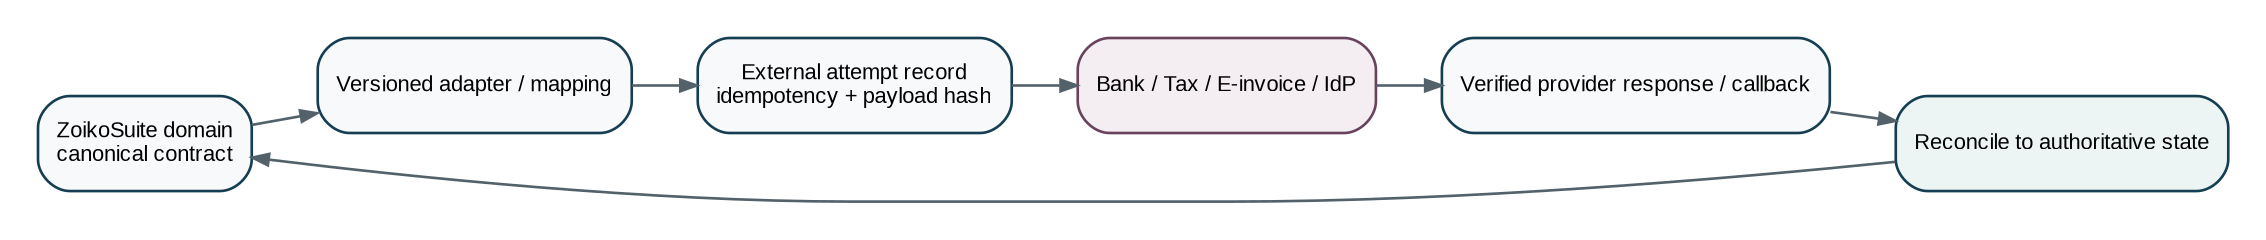 ZoikoSuite domain
canonical contract
Versioned adapter / mapping
External attempt record
idempotency + payload hash
Bank / Tax / E-invoice / IdP
Verified provider response / callback
Reconcile to authoritative state